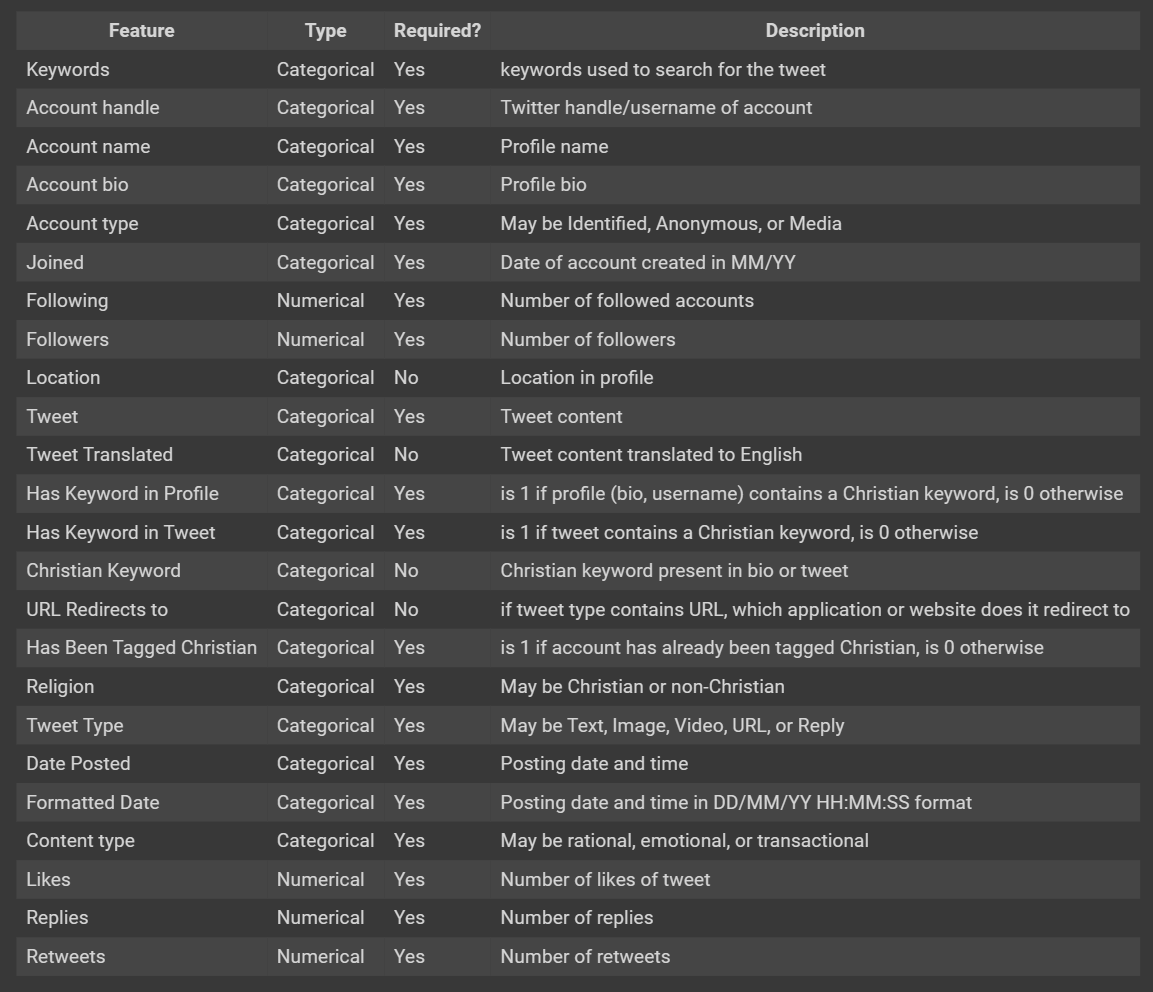 Feature Type Required? Description
Keywords Categorical Yes keywords used to search for the tweet
Account handle Categorical Yes Twitter handle/username of account
Account name Categorical Yes Profile name
Account bio Categorical Yes Profile bio
Account type Categorical Yes May be Identified, Anonymous, or Media
Joined Categorical Yes Date of account created in MM/YY
Following Numerical Yes Number of followed accounts
Followers Numerical Yes Number of followers
Location Categorical No Location in profile
Tweet Categorical Yes Tweet content
Tweet Translated Categorical No Tweet content translated to English
Has Keyword in Profile Categorical Yes is 1 if profile (bio, username) contains a Christian keyword, is 0 otherwise
Has Keyword in Tweet Categorical Yes is 1 if tweet contains a Christian keyword, is 0 otherwise
Christian Keyword Categorical No Christian keyword present in bio or tweet
URL Redirects to Categorical No if tweet type contains URL, which application or website does it redirect to
Has Been Tagged Christian Categorical Yes is 1 if account has already been tagged Christian, is 0 otherwise
Religion Categorical Yes May be Christian or non-Christian
Tweet Type Categorical Yes May be Text, Image, Video, URL, or Reply
Date Posted Categorical Yes Posting date and time
Formatted Date Categorical Yes Posting date and time in DD/MM/YY HH:MM:SS format
Content type Categorical Yes May be rational, emotional, or transactional
Likes Numerical Yes Number of likes of tweet
Replies Numerical Yes Number of replies
Retweets Numerical Yes Number of retweets